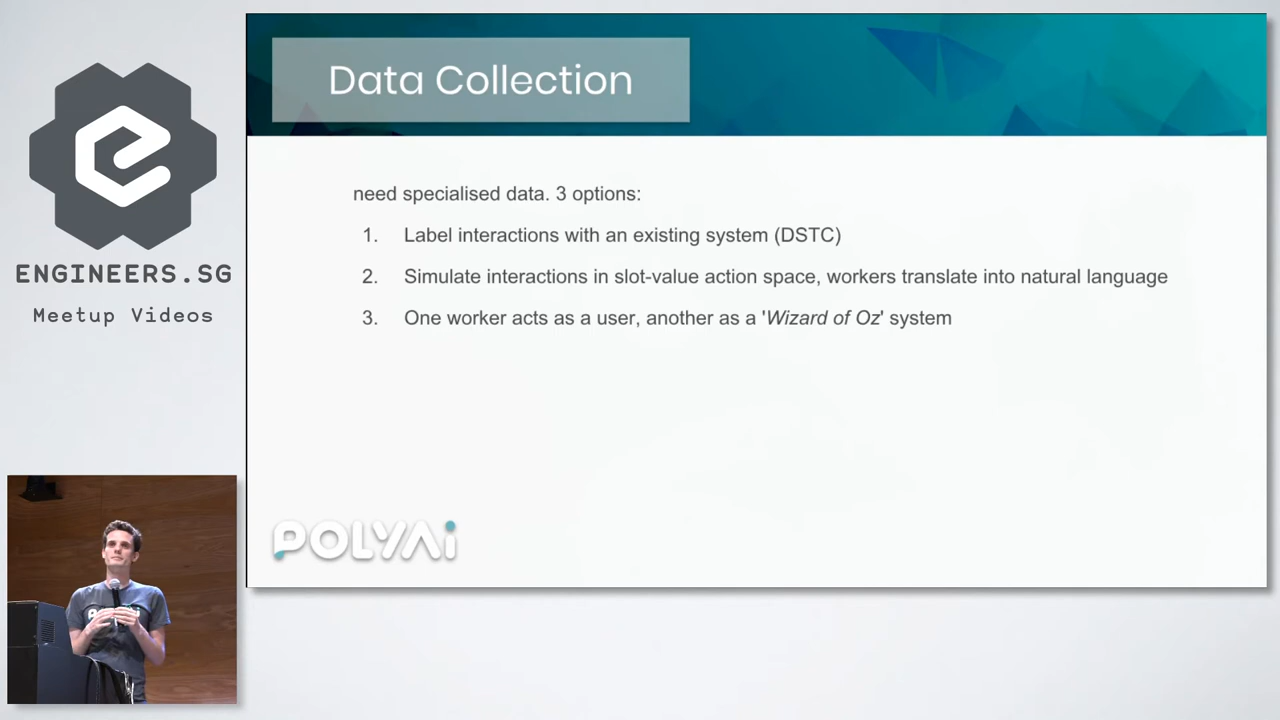 Data Collection
need specialised data. 3 options:
1. Label interactions with an existing system (DSTC)
2. Simulate interactions in slot-value action space, workers translate into natural language
3. One worker acts as a user, another as a 'Wizard of Oz' system
POLYAi
ENGINEERS.SG
Meetup Videos